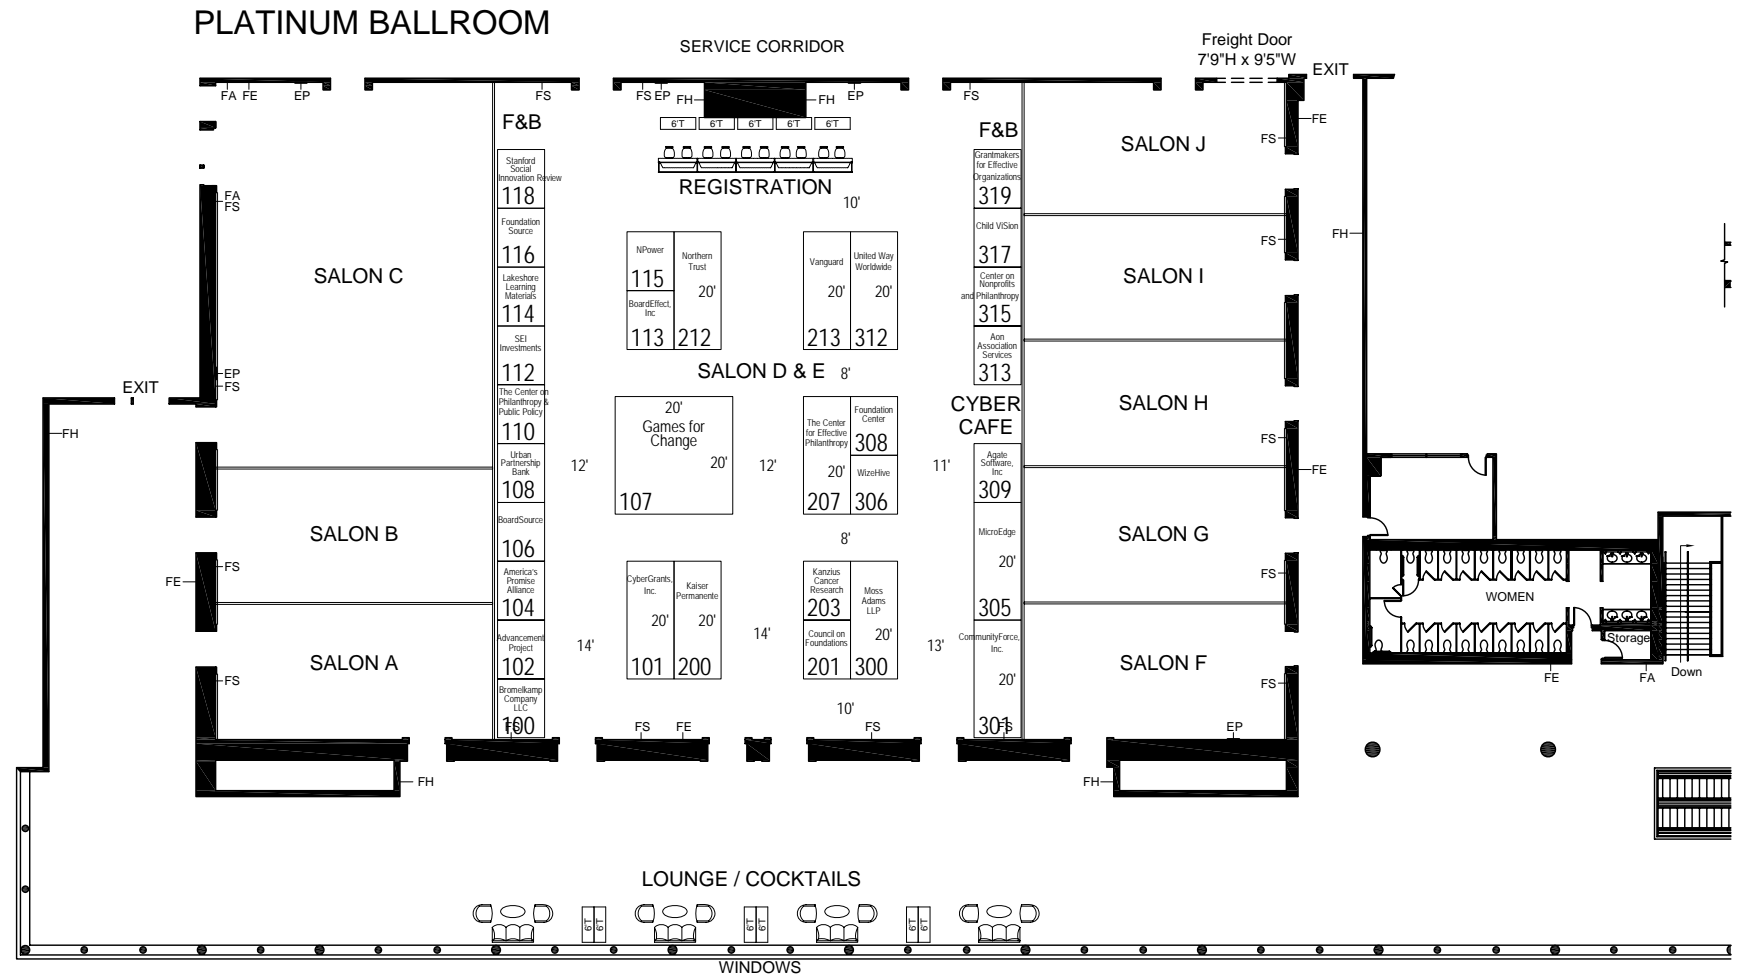 PLATINUM BALLROOM
SERVICE CORRIDOR
Freight Door
7'9"H x 9'5"W
EXIT
FA FE EP FS FS EP FH FH EP FS
6'T 6'T 6'T 6'T 6'T
REGISTRATION
10'
F&B
Stanford
Social
Innovation Review
118
Foundation
Source
116
Lakeshore
Learning
Materials
114
SEI
Investments
112
The Center on
Philanthropy &
Public Policy
110
Urban
Partnership
Bank
108
BoardSource
106
America's
Promise
Alliance
104
Advancement
Project
102
Bromelkamp
Company
LLC
100
FS
FA
FS
SALON C
EP
FS
EXIT
FH
SALON B
FE
FS
SALON A
FS
NPower
115
BoardEffect,
Inc
113
Northern
Trust
20'
212
Vanguard
20'
213
United Way
Worldwide
20'
312
SALON D & E
8'
20'
Games for
Change
20'
107
12'
12'
The Center
for Effective
Philanthropy
20'
207
Foundation
Center
308
WizeHive
306
11'
8'
CyberGrants,
Inc.
20'
101
Kaiser
Permanente
20'
200
14'
14'
Kanzius
Cancer
Research
203
Council on
Foundations
201
Moss
Adams
LLP
20'
300
13'
10'
F&B
Grantmakers
for Effective
Organizations
319
Child ViSion
317
Center on
Nonprofits
and Philanthropy
315
Aon
Association
Services
313
CYBER
CAFE
Agate
Software,
Inc
309
MicroEdge
20'
305
CommunityForce,
Inc.
20'
301
FS
SALON J
FS
FE
SALON I
FS
FH
SALON H
FS
FE
SALON G
FS
SALON F
FS
WOMEN
Storage
FE
FA
Down
FS FE FS EP
FH
FH
LOUNGE / COCKTAILS
6'T 6'T 6'T 6'T 6'T 6'T
WINDOWS